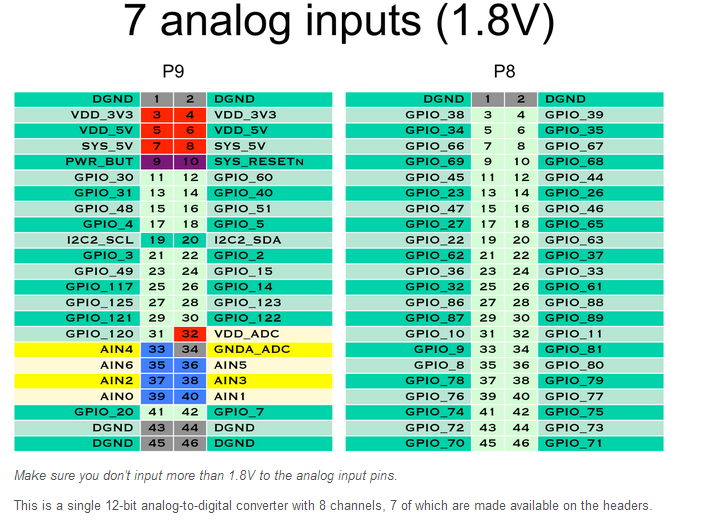 7 analog inputs (1.8V)
P9 P8
DGND 1 2 DGND DGND 1 2 DGND
VDD_3V3 3 4 VDD_3V3 GPIO_38 3 4 GPIO_39
VDD_5V 5 6 VDD_5V GPIO_34 5 6 GPIO_35
SYS_5V 7 8 SYS_5V GPIO_66 7 8 GPIO_67
PWR_BUT 9 10 SYS_RESETN GPIO_69 9 10 GPIO_68
GPIO_30 11 12 GPIO_60 GPIO_45 11 12 GPIO_44
GPIO_31 13 14 GPIO_40 GPIO_23 13 14 GPIO_26
GPIO_48 15 16 GPIO_51 GPIO_47 15 16 GPIO_46
GPIO_4 17 18 GPIO_5 GPIO_27 17 18 GPIO_65
I2C2_SCL 19 20 I2C2_SDA GPIO_22 19 20 GPIO_63
GPIO_3 21 22 GPIO_2 GPIO_62 21 22 GPIO_37
GPIO_49 23 24 GPIO_15 GPIO_36 23 24 GPIO_33
GPIO_117 25 26 GPIO_14 GPIO_32 25 26 GPIO_61
GPIO_125 27 28 GPIO_123 GPIO_86 27 28 GPIO_88
GPIO_121 29 30 GPIO_122 GPIO_87 29 30 GPIO_89
GPIO_120 31 32 VDD_ADC GPIO_10 31 32 GPIO_11
AIN4 33 34 GNDA_ADC GPIO_9 33 34 GPIO_81
AIN6 35 36 AIN5 GPIO_8 35 36 GPIO_80
AIN2 37 38 AIN3 GPIO_78 37 38 GPIO_79
AIN0 39 40 AIN1 GPIO_76 39 40 GPIO_77
GPIO_20 41 42 GPIO_7 GPIO_74 41 42 GPIO_75
DGND 43 44 DGND GPIO_72 43 44 GPIO_73
DGND 45 46 DGND GPIO_70 45 46 GPIO_71
Make sure you don't input more than 1.8V to the analog input pins.
This is a single 12-bit analog-to-digital converter with 8 channels, 7 of which are made available on the headers.